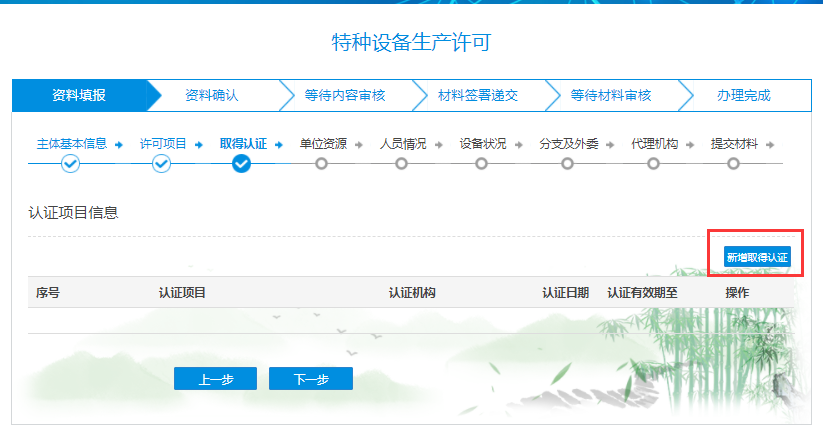 特种设备生产许可
资料填报 资料确认 等待内容审核 材料签署递交 等待材料审核 办理完成
主体基本信息 许可项目 取得认证 单位资源 人员情况 设备状况 分支及外委 代理机构 提交材料
认证项目信息
新增取得认证
序号 认证项目 认证机构 认证日期 认证有效期至 操作
上一步 下一步